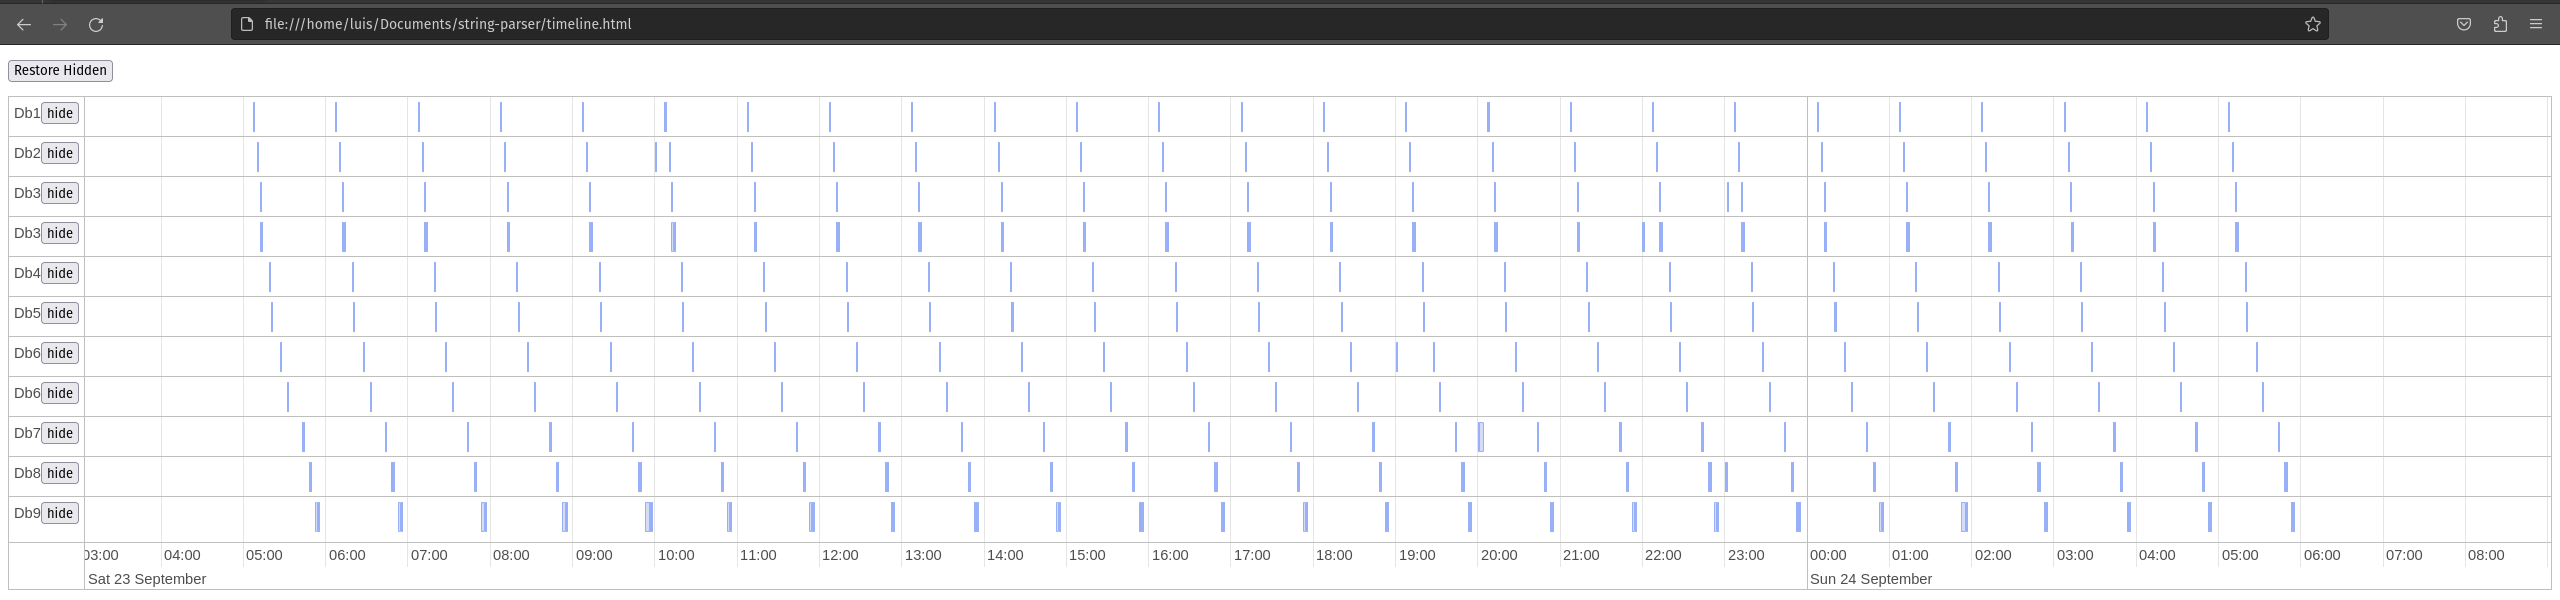 file:///home/luis/Documents/string-parser/timeline.html
Restore Hidden
Db1 hide
Db2 hide
Db3 hide
Db3 hide
Db4 hide
Db5 hide
Db6 hide
Db6 hide
Db7 hide
Db8 hide
Db9 hide
03:00 04:00 05:00 06:00 07:00 08:00 09:00 10:00 11:00 12:00 13:00 14:00 15:00 16:00 17:00 18:00 19:00 20:00 21:00 22:00 23:00 00:00 01:00 02:00 03:00 04:00 05:00 06:00 07:00 08:00
Sat 23 September Sun 24 September